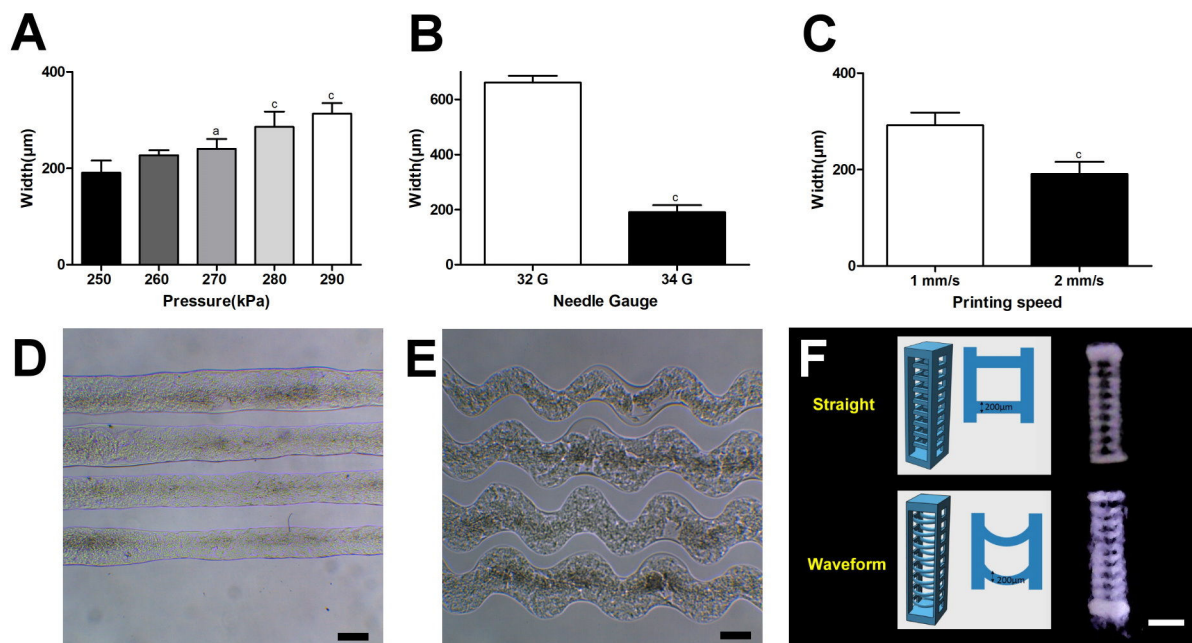 A
400
200
0
Width(μm)
a
c
c
250 260 270 280 290
Pressure(kPa)
B
600
400
200
0
Width(μm)
c
32 G 34 G
Needle Gauge
C
400
200
0
Width(μm)
c
1 mm/s 2 mm/s
Printing speed
D
E
F
Straight
200μm
Waveform
200μm